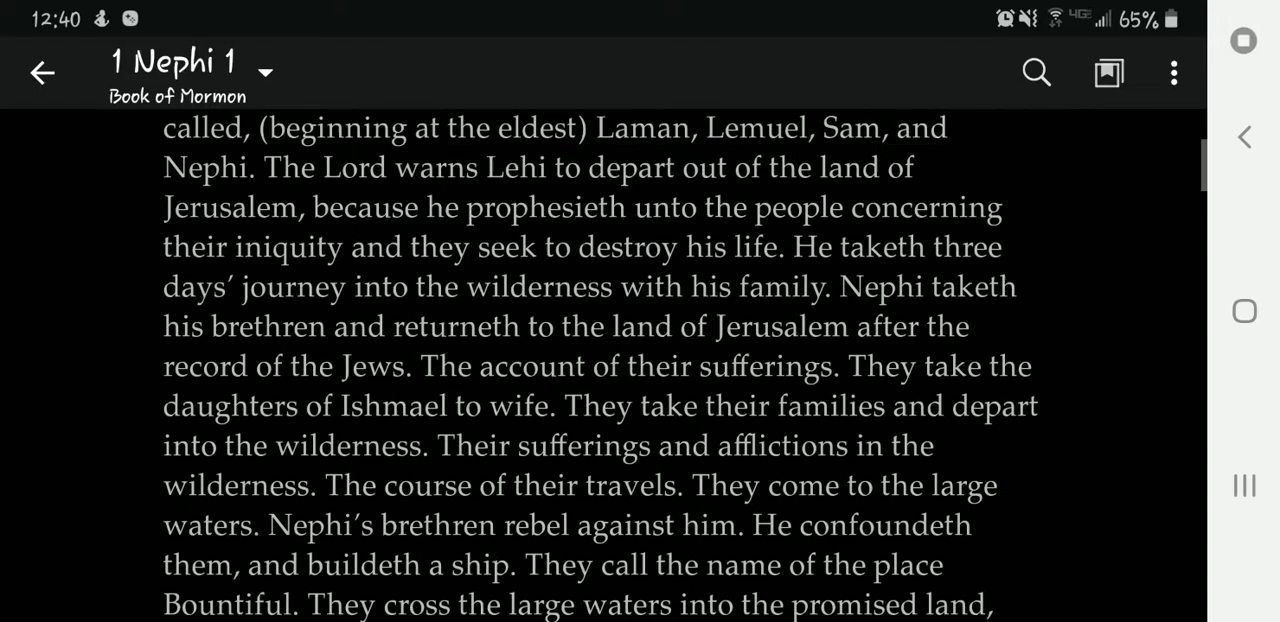 12:40
4GE 65%
1 Nephi 1
Book of Mormon
called, (beginning at the eldest) Laman, Lemuel, Sam, and
Nephi. The Lord warns Lehi to depart out of the land of
Jerusalem, because he prophesieth unto the people concerning
their iniquity and they seek to destroy his life. He taketh three
days’ journey into the wilderness with his family. Nephi taketh
his brethren and returneth to the land of Jerusalem after the
record of the Jews. The account of their sufferings. They take the
daughters of Ishmael to wife. They take their families and depart
into the wilderness. Their sufferings and afflictions in the
wilderness. The course of their travels. They come to the large
waters. Nephi’s brethren rebel against him. He confoundeth
them, and buildeth a ship. They call the name of the place
Bountiful. They cross the large waters into the promised land,